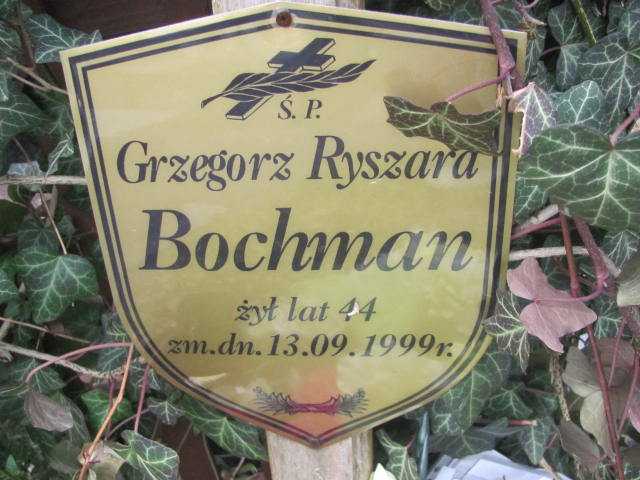 Ś. P.
Grzegorz Ryszard
Bochman
żył lat 44
zm.dn.13.09.1999r.